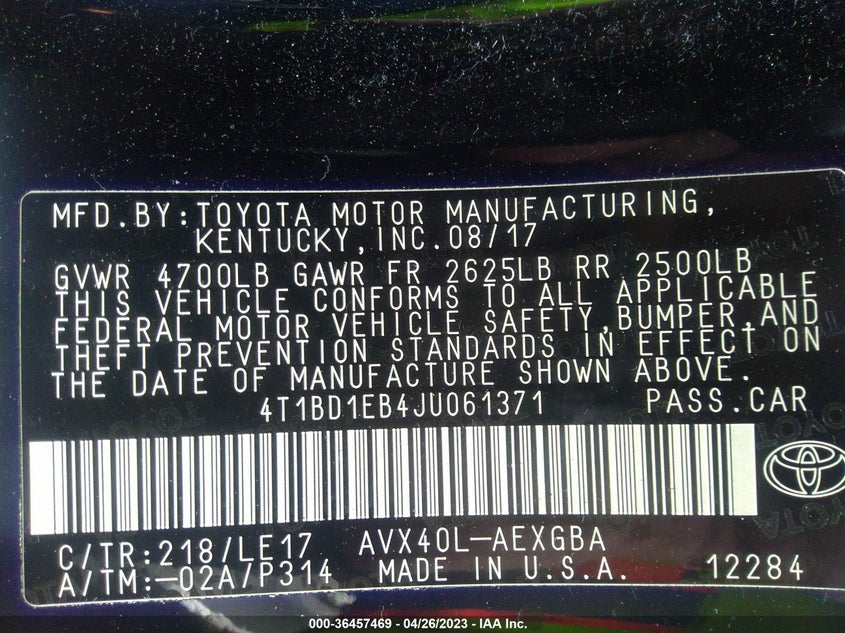 MFD.BY:TOYOTA MOTOR MANUFACTURING,
KENTUCKY,INC.08/17
GVWR 4700LB GAWR FR 2625LB RR 2500LB
THIS VEHICLE CONFORMS TO ALL APPLICABLE
FEDERAL MOTOR VEHICLE SAFETY,BUMPER,AND
THEFT PREVENTION STANDARDS IN EFFECT ON
THE DATE OF MANUFACTURE SHOWN ABOVE.
4T1BD1EB4JU061371 PASS.CAR
C/TR:218/LE17 AVX40L-AEXGBA
A/TM:-02A/P314 MADE IN U.S.A. 12284
000-36457469 - 04/26/2023 - IAA Inc.